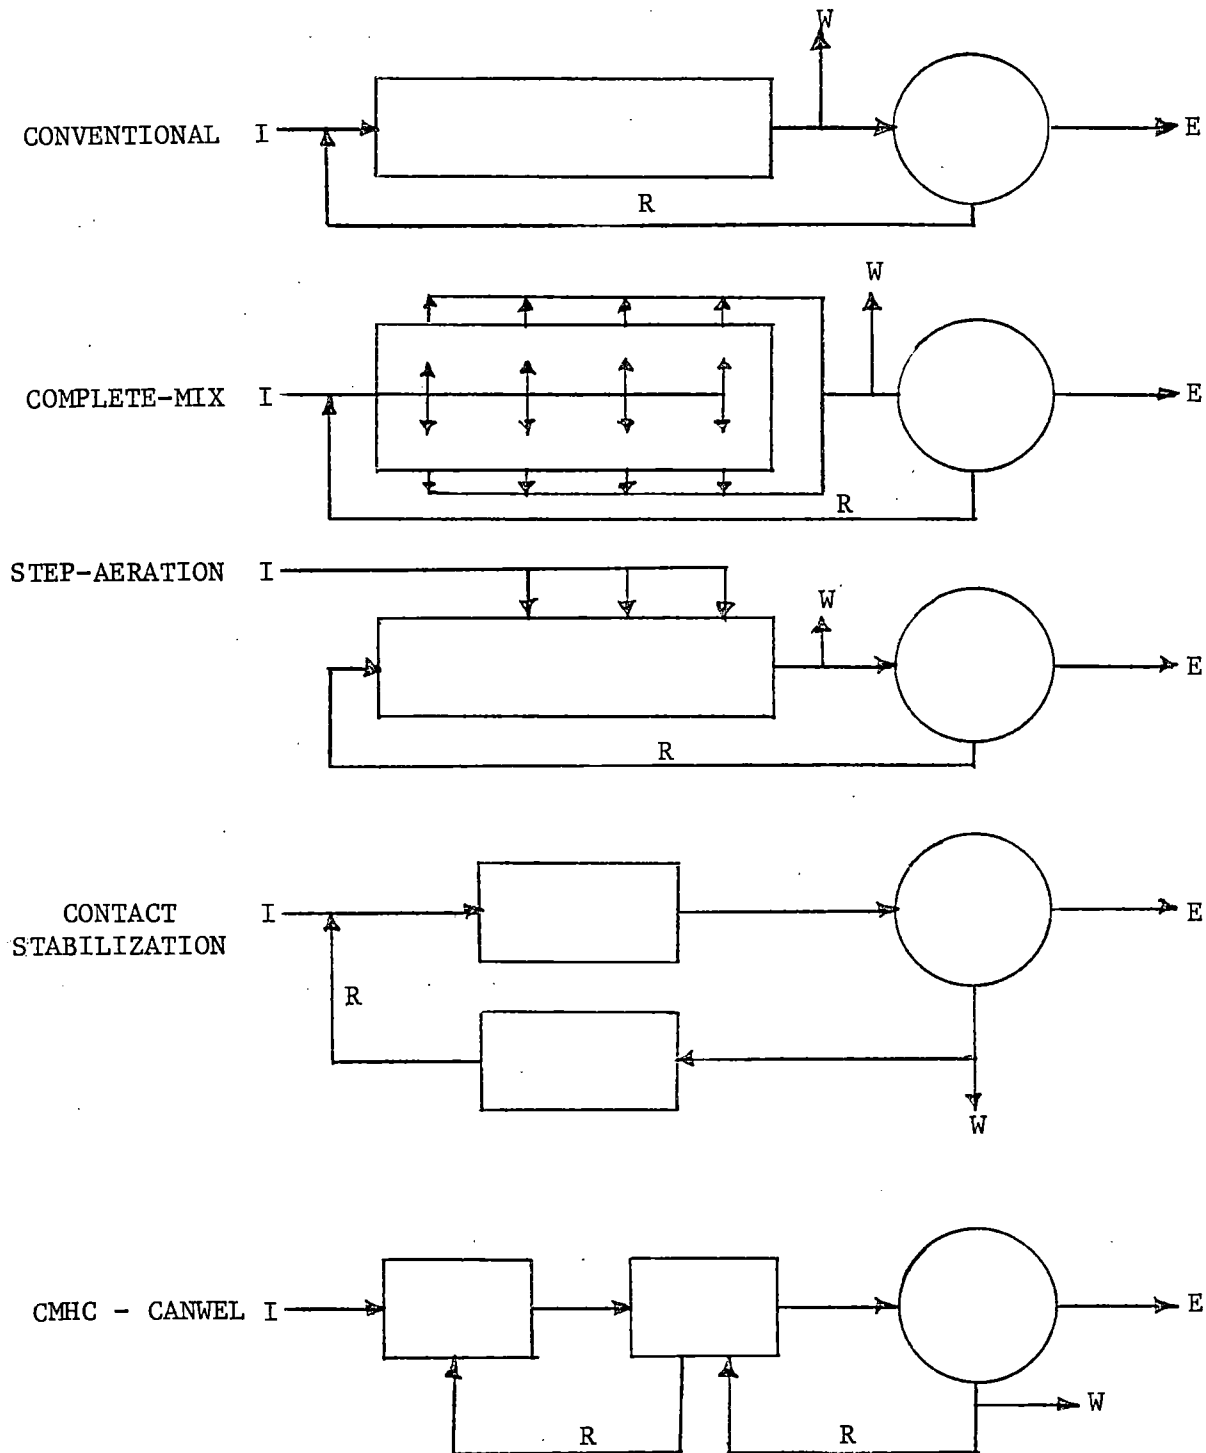 W
CONVENTIONAL I E
R
W
COMPLETE-MIX I E
R
STEP-AERATION I
W
E
R
CONTACT STABILIZATION I E
R
W
CMHC - CANWEL I E
W
R R